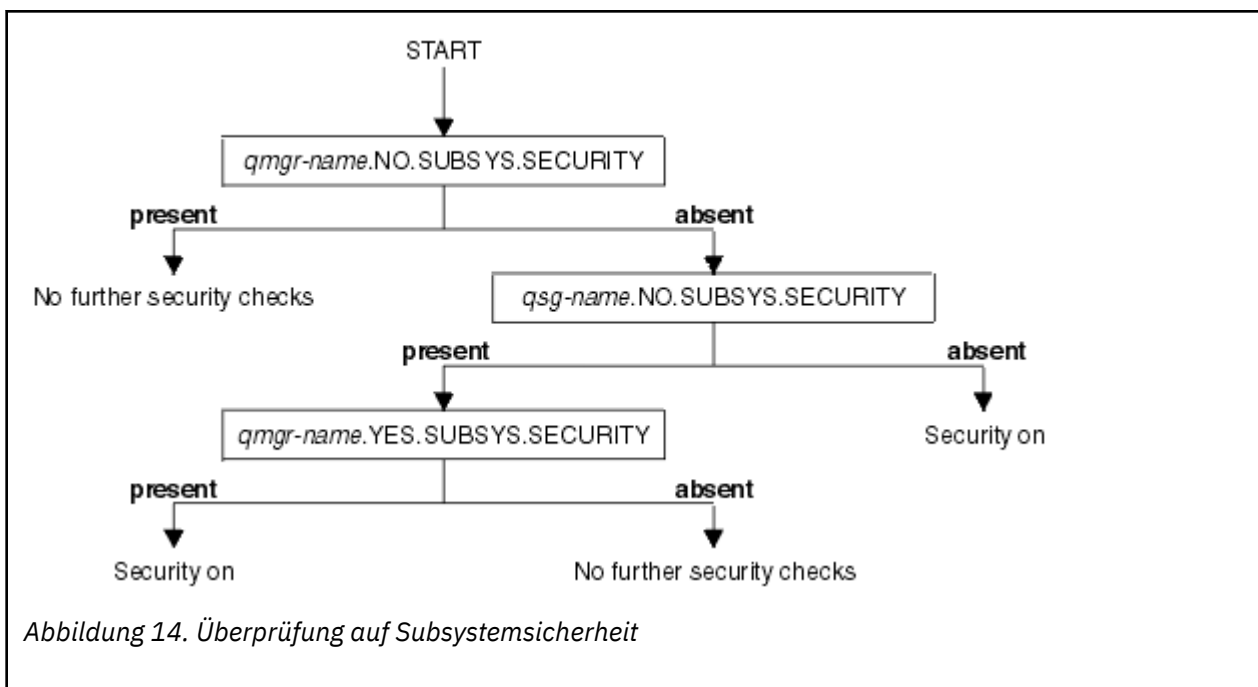 START
qmgr-name.NO.SUBSYS.SECURITY
present absent
No further security checks
qsg-name.NO.SUBSYS.SECURITY
present absent
qmgr-name.YES.SUBSYS.SECURITY
Security on
present absent
Security on
No further security checks
Abbildung 14. Überprüfung auf Subsystemsicherheit